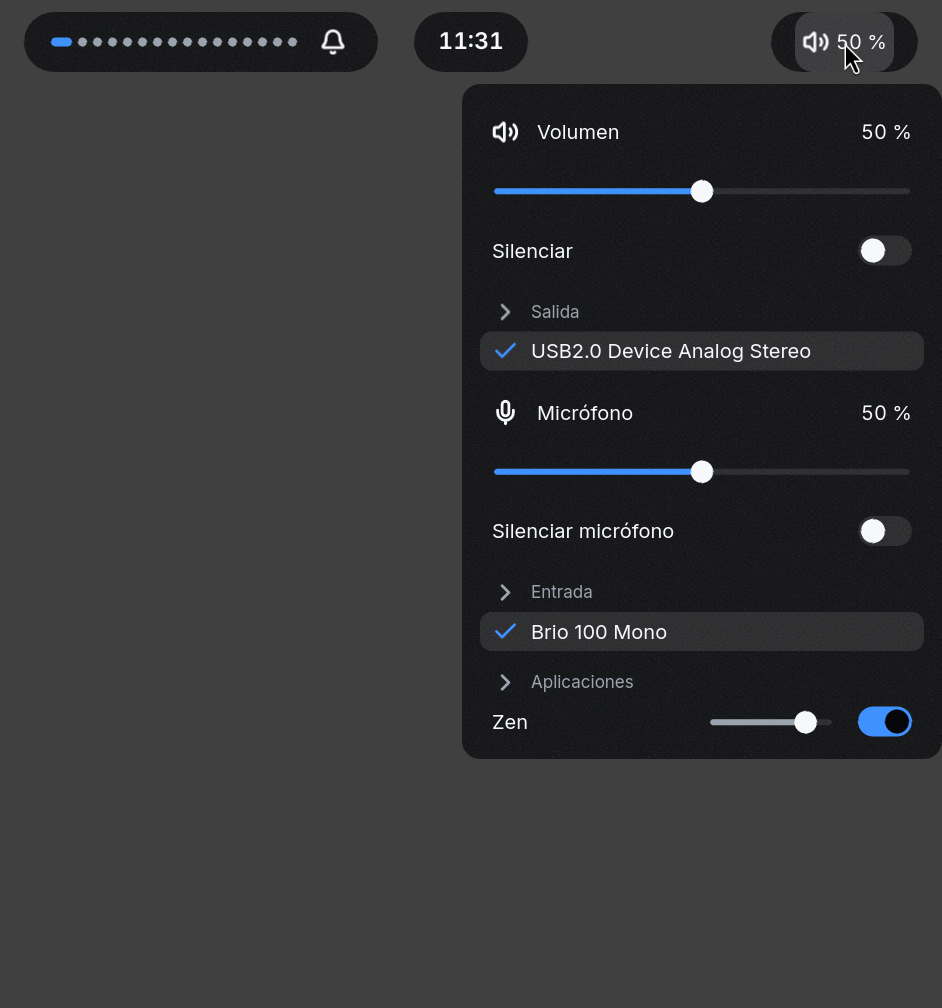 11:31
50 %
Volumen 50 %
Silenciar
Salida
USB2.0 Device Analog Stereo
Micrófono 50 %
Silenciar micrófono
Entrada
Brio 100 Mono
Aplicaciones
Zen